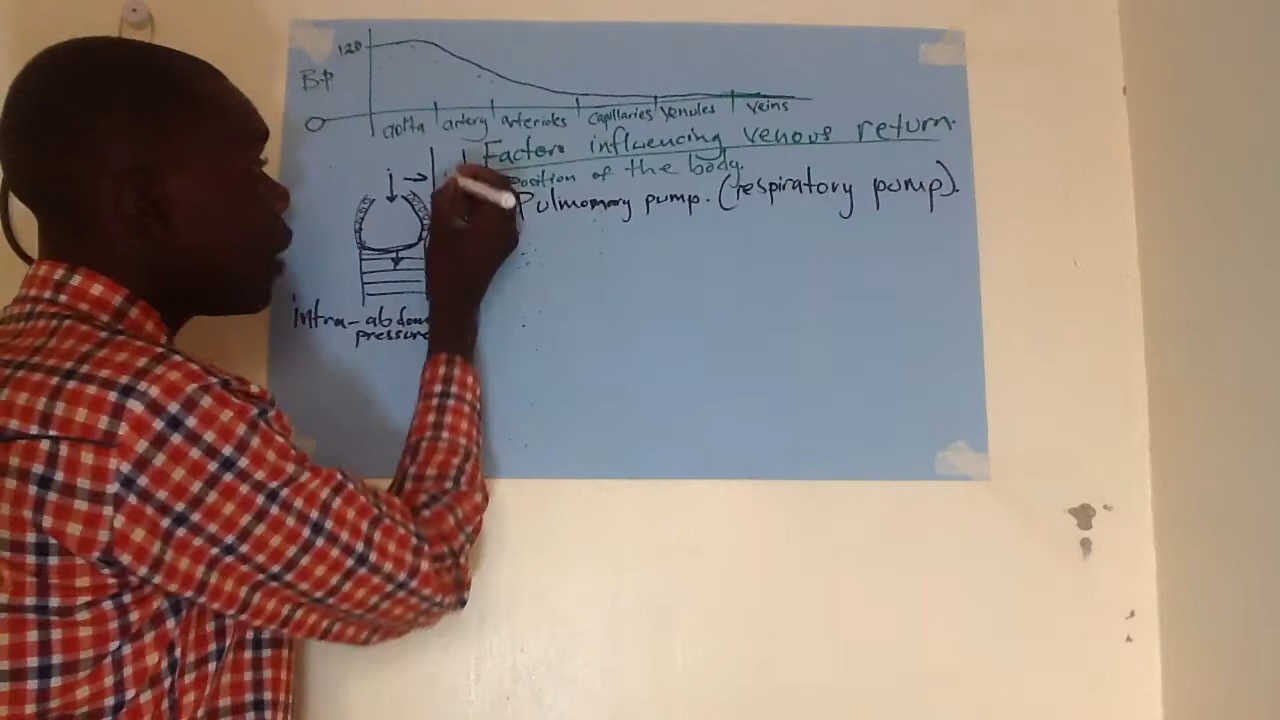 120
B.P
aorta artery arterioles capillaries venules veins
Factors influencing venous return.
Position of the body.
Pulmonary pump. (respiratory pump).
intra-abdom
pressure